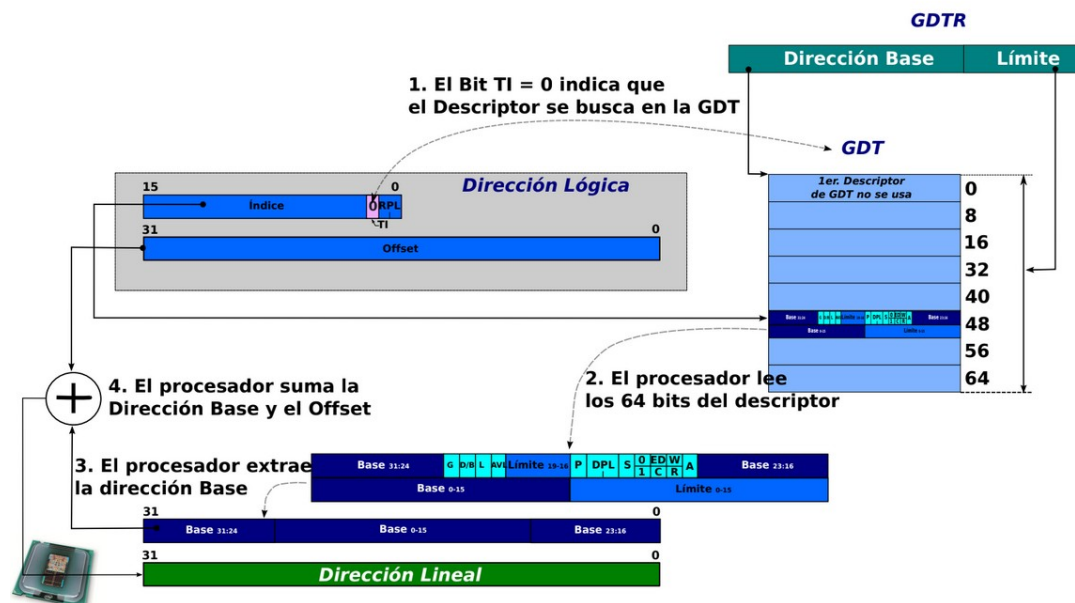 GDTR
Dirección Base Límite
1. El Bit TI = 0 indica que
el Descriptor se busca en la GDT
GDT
15 0
Dirección Lógica
Índice 0 RPL
TI
31 0
Offset
1er. Descriptor
de GDT no se usa
0
8
16
32
40
48
56
64
4. El procesador suma la
Dirección Base y el Offset
2. El procesador lee
los 64 bits del descriptor
3. El procesador extrae
la dirección Base
Base 31:24 G D/B L AVL Límite 19-16 P DPL S 0 ED W A Base 23:16
1 C R
Base 0-15 Límite 0-15
31 0
Base 31:24 Base 0-15 Base 23:16
31 0
Dirección Lineal